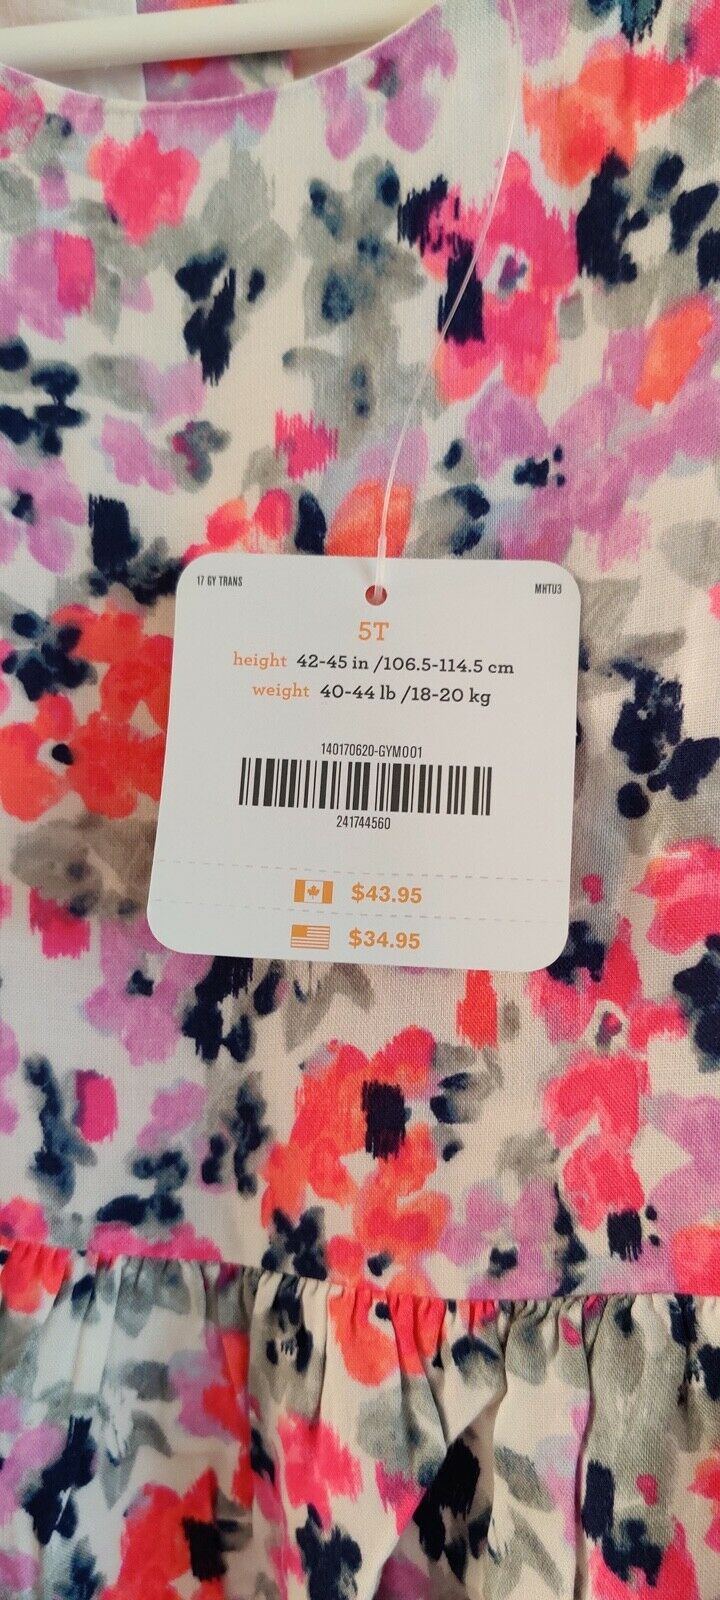 17 GY TRANS MHTU3
5T
height 42-45 in /106.5-114.5 cm
weight 40-44 lb /18-20 kg
140170620-GYM001
241744560
$43.95
$34.95